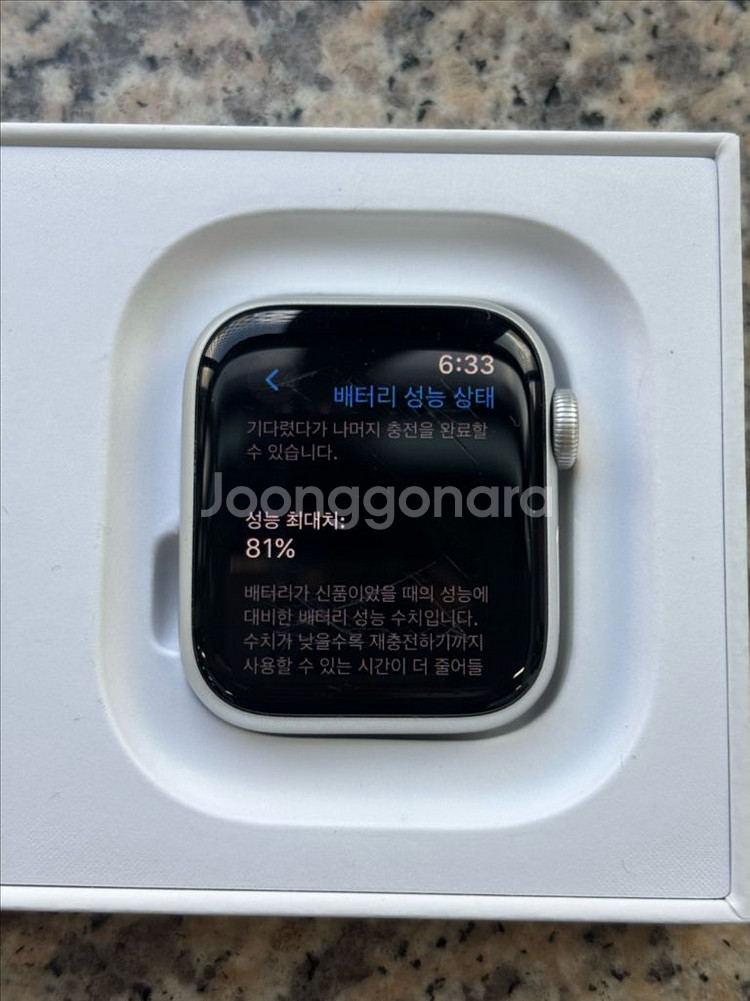 6:33
배터리 성능 상태
기다렸다가 나머지 충전을 완료할
수 있습니다.
Joonggonara
성능 최대치:
81%
배터리가 신품이었을 때의 성능에
대비한 배터리 성능 수치입니다.
수치가 낮을수록 재충전하기까지
사용할 수 있는 시간이 더 줄어들